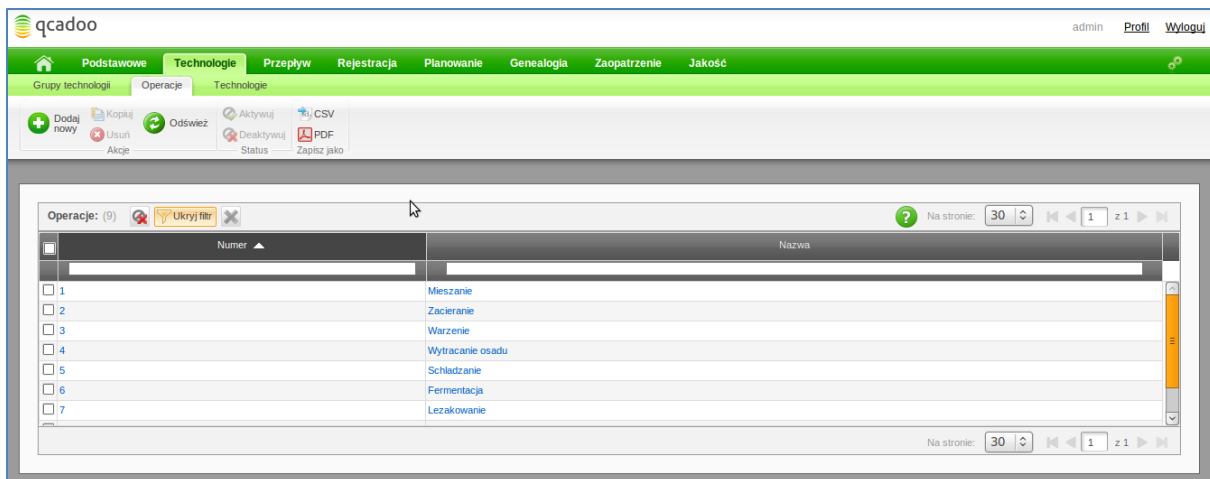 qcadoo
admin Profil Wyloguj
Podstawowe Technologie Przepływ Rejestracja Planowanie Genealogia Zaopatrzenie Jakość
Grupy technologii Operacje Technologie
Dodaj nowy Kopiuj Usuń Odśwież Aktywuj Deaktywuj CSV PDF
Akcje Status Zapisz jako
Operacje: (9) Ukryj filtr ? Na stronie: 30 1 z 1
Numer Nazwa
1 Mieszanie
2 Zacieranie
3 Warzenie
4 Wytracanie osadu
5 Schladzanie
6 Fermentacja
7 Lezakowanie
Na stronie: 30 1 z 1